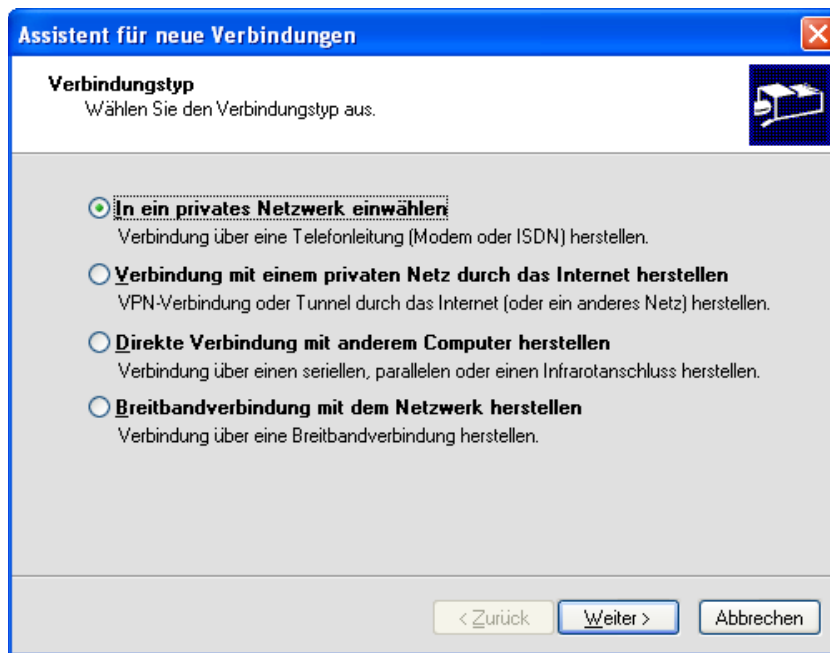 Assistent für neue Verbindungen
Verbindungstyp
Wählen Sie den Verbindungstyp aus.
In ein privates Netzwerk einwählen
Verbindung über eine Telefonleitung (Modem oder ISDN) herstellen.
Verbindung mit einem privaten Netz durch das Internet herstellen
VPN-Verbindung oder Tunnel durch das Internet (oder ein anderes Netz) herstellen.
Direkte Verbindung mit anderem Computer herstellen
Verbindung über einen seriellen, parallelen oder einen Infrarotanschluss herstellen.
Breitbandverbindung mit dem Netzwerk herstellen
Verbindung über eine Breitbandverbindung herstellen.
< Zurück Weiter > Abbrechen